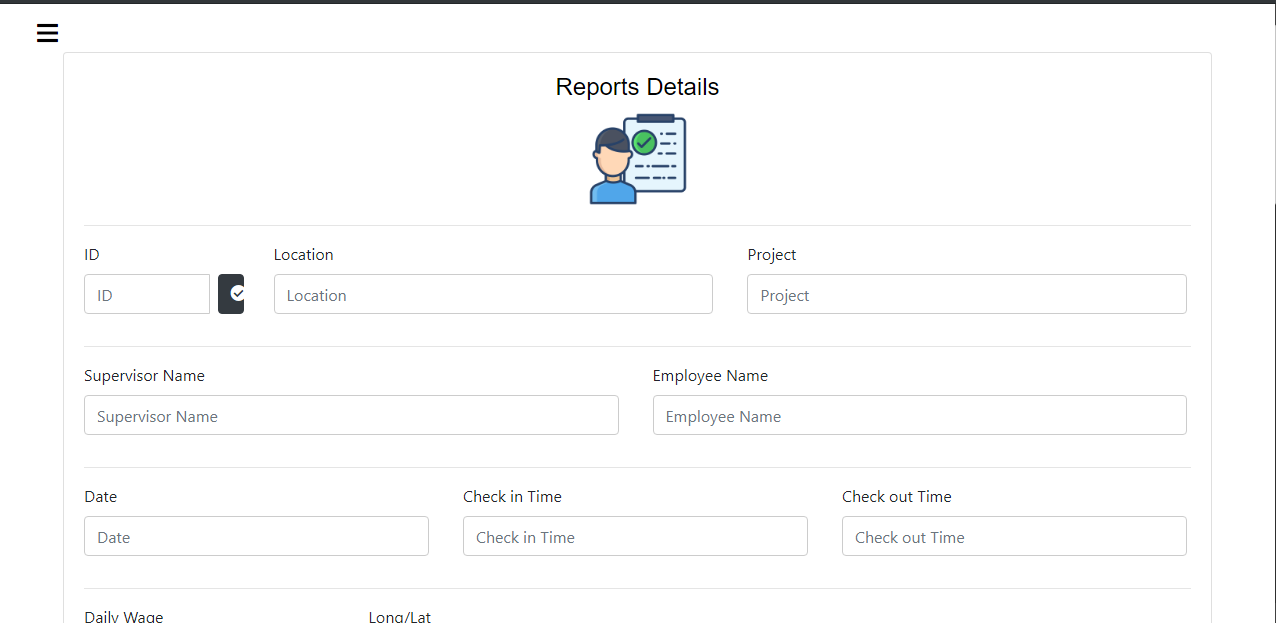 Reports Details
ID Location Project
ID Location Project
Supervisor Name Employee Name
Supervisor Name Employee Name
Date Check in Time Check out Time
Date Check in Time Check out Time
Daily Wage Long/Lat